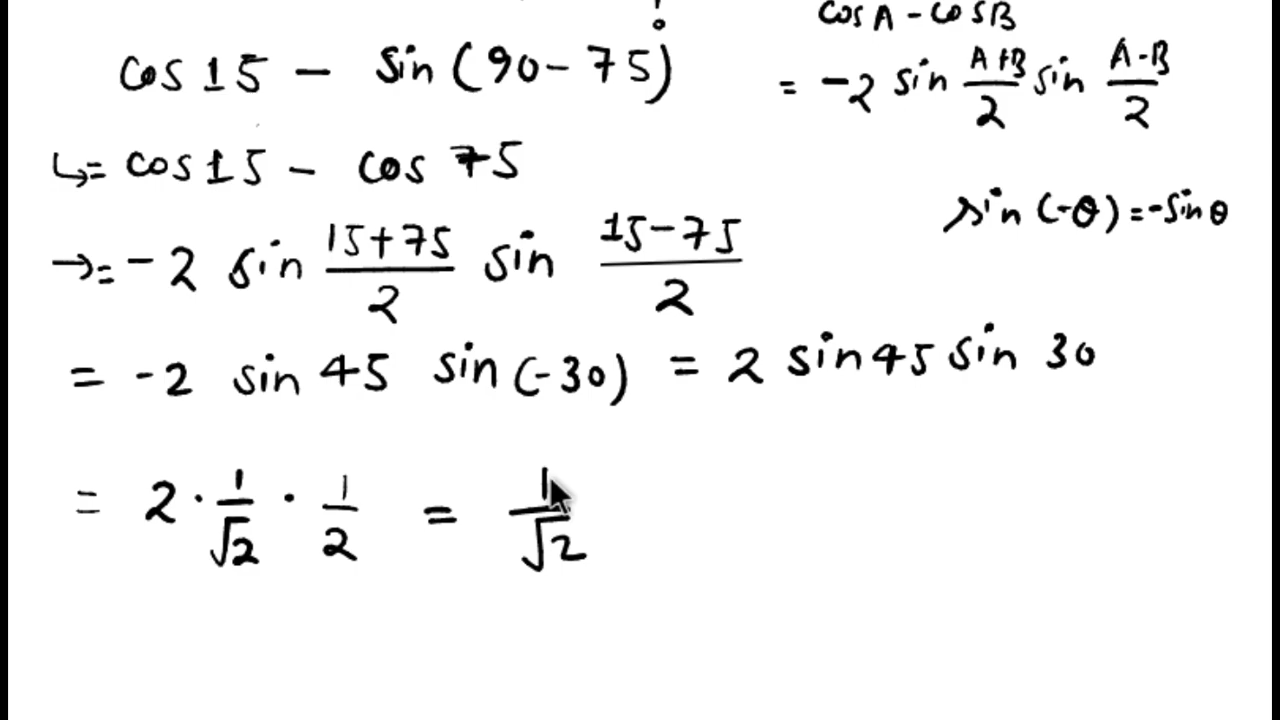 cos A - cos B
cos 15 - sin (90 - 75)
= -2 sin A+B/2 sin A-B/2
↳= cos 15 - cos 75
sin (-θ) = -sin θ
→= -2 sin 15+75/2 sin 15-75/2
= -2 sin 45 sin (-30) = 2 sin 45 sin 30
= 2 · 1/√2 · 1/2 = 1/√2